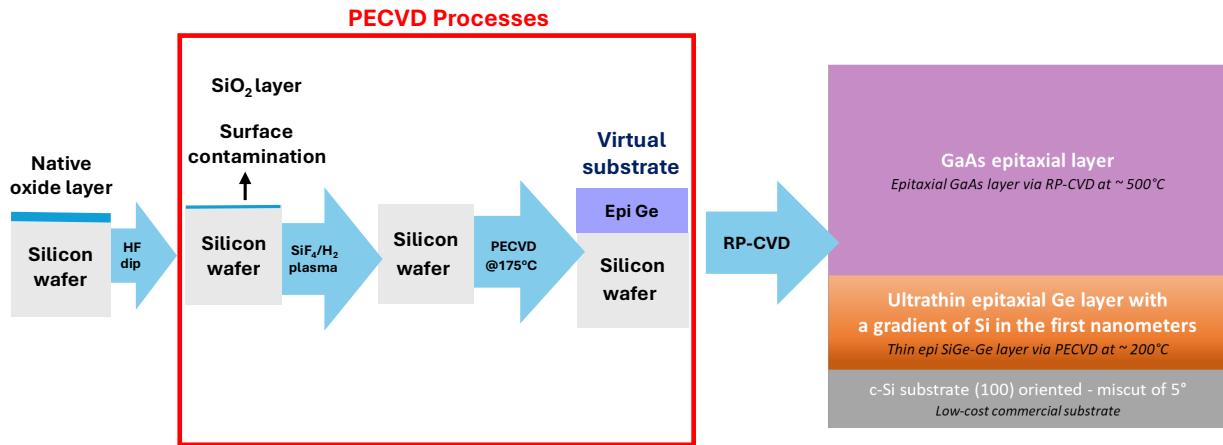 PECVD Processes
Native
oxide layer
Silicon
wafer
HF
dip
SiO₂ layer
Surface
contamination
Silicon
wafer
SiF₄/H₂
plasma
Silicon
wafer
PECVD
@175°C
Virtual
substrate
Epi Ge
Silicon
wafer
RP-CVD
GaAs epitaxial layer
Epitaxial GaAs layer via RP-CVD at ~ 500°C
Ultrathin epitaxial Ge layer with
a gradient of Si in the first nanometers
Thin epi SiGe-Ge layer via PECVD at ~ 200°C
c-Si substrate (100) oriented - miscut of 5°
Low-cost commercial substrate